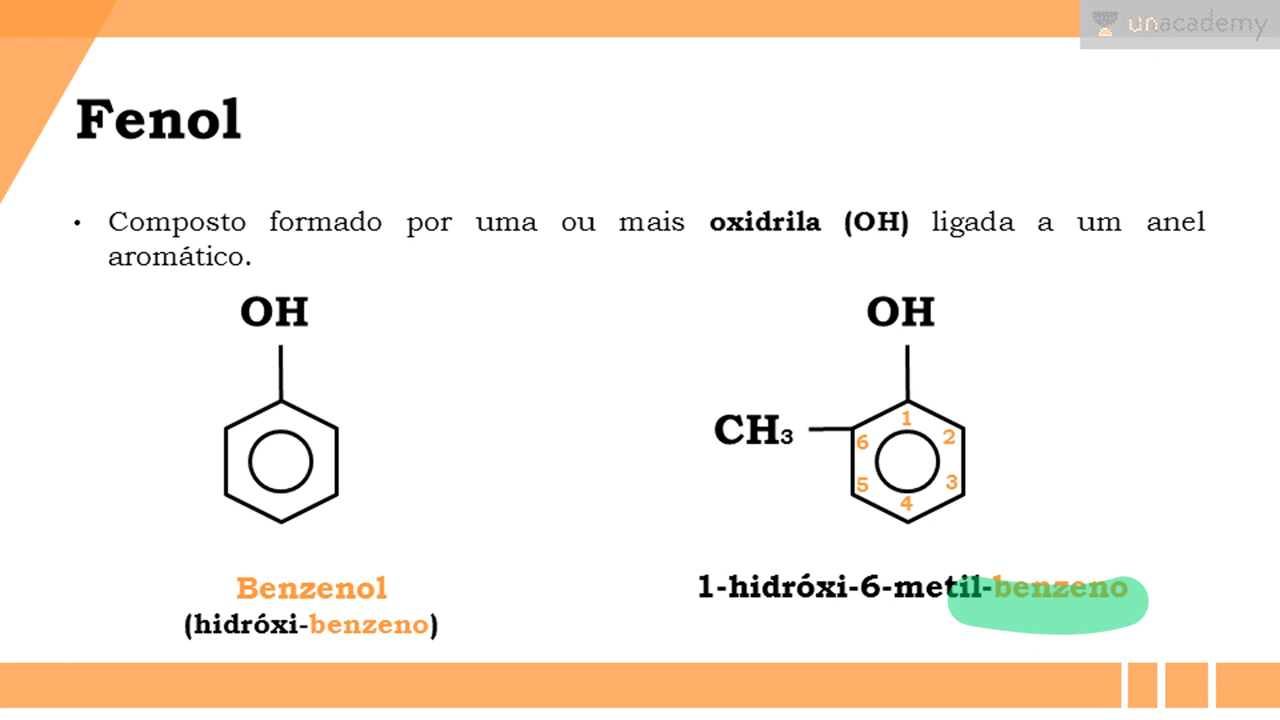 unacademy
Fenol
• Composto formado por uma ou mais oxidrila (OH) ligada a um anel
aromático.
OH
OH
CH₃
1
6
2
5
3
4
Benzenol
(hidróxi-benzeno)
1-hidróxi-6-metil-benzeno